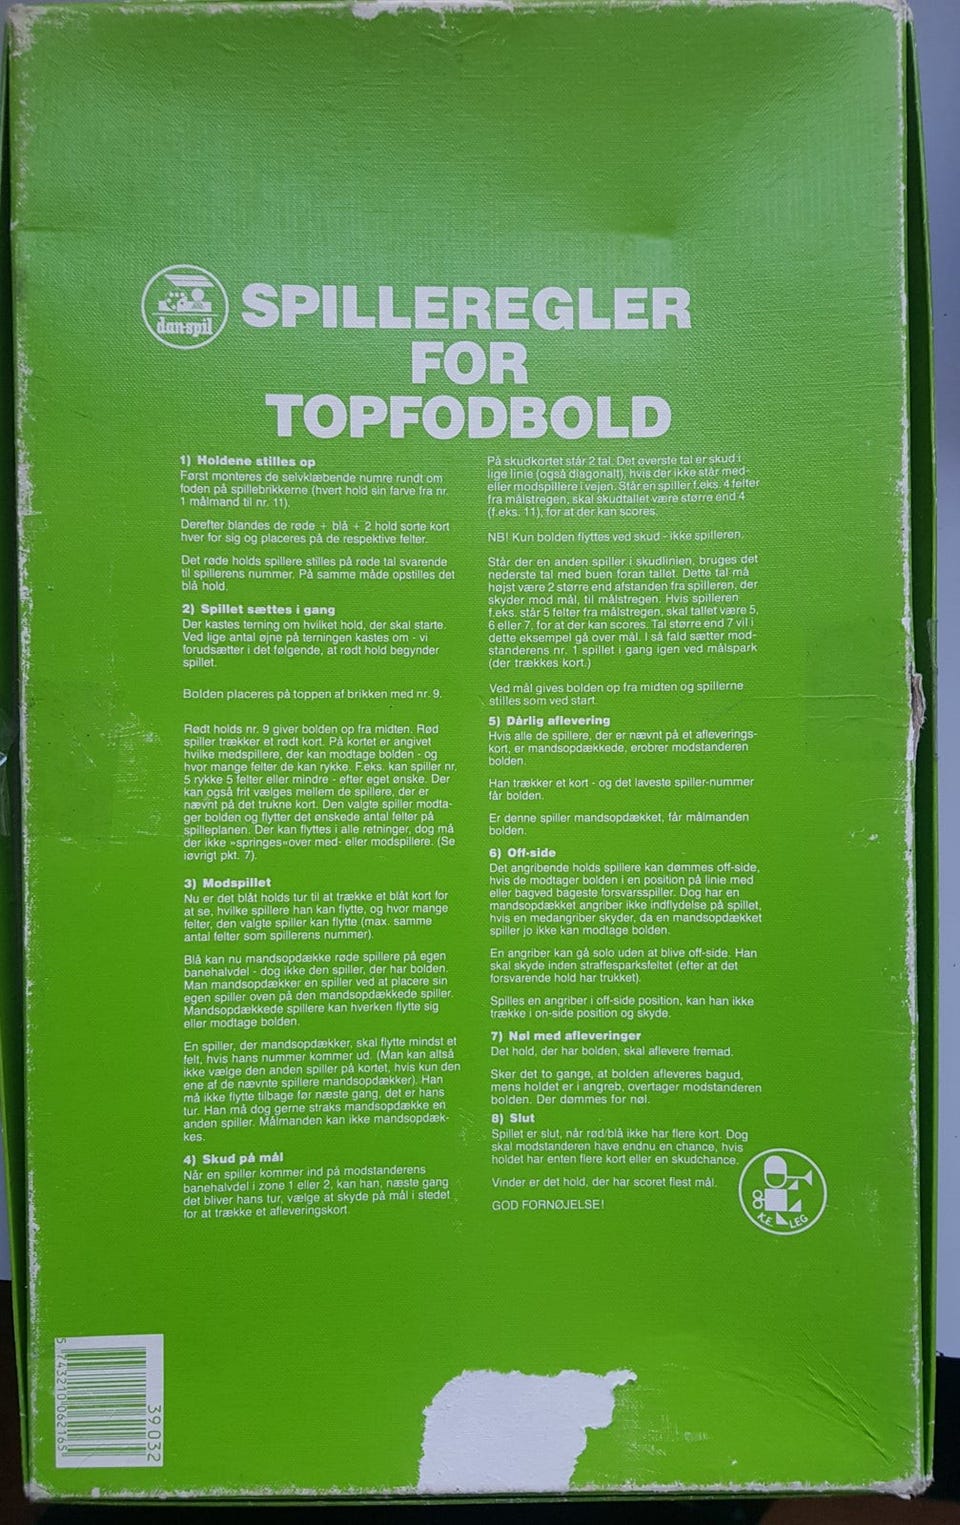 dan-spil
SPILLEREGLER
FOR
TOPFODBOLD
1) Holdene stilles op
Først monteres de selvklæbende numre rundt om
foden på spillebrikkerne (hvert hold sin farve fra nr.
1 målmand til nr. 11).
Derefter blandes de røde + blå + 2 hold sorte kort
hver for sig og placeres på de respektive felter.
Det røde holds spillere stilles på røde tal svarende
til spillerens nummer. På samme måde opstilles det
blå hold.
2) Spillet sættes i gang
Der kastes terning om hvilket hold, der skal starte.
Ved lige antal øjne på terningen kastes om - vi
forudsætter i det følgende, at rødt hold begynder
spillet.
Bolden placeres på toppen af brikken med nr. 9.
Rødt holds nr. 9 giver bolden op fra midten. Rød
spiller trækker et rødt kort. På kortet er angivet
hvilke medspillere, der kan modtage bolden - og
hvor mange felter de kan rykke. F.eks. kan spiller nr.
5 rykke 5 felter eller mindre - efter eget ønske. Der
kan også frit vælges mellem de spillere, der er
nævnt på det trukne kort. Den valgte spiller modta-
ger bolden og flytter det ønskede antal felter på
spilleplanen. Der kan flyttes i alle retninger, dog må
der ikke »springes«over med- eller modspillere. (Se
iøvrigt pkt. 7).
3) Modspillet
Nu er det blåt holds tur til at trække et blåt kort for
at se, hvilke spillere han kan flytte, og hvor mange
felter, den valgte spiller kan flytte (max. samme
antal felter som spillerens nummer).
Blå kan nu mandsopdække røde spillere på egen
banehalvdel - dog ikke den spiller, der har bolden.
Man mandsopdækker en spiller ved at placere sin
egen spiller oven på den mandsopdækkede spiller.
Mandsopdækkede spillere kan hverken flytte sig
eller modtage bolden.
En spiller, der mandsopdækker, skal flytte mindst et
felt, hvis hans nummer kommer ud. (Man kan altså
ikke vælge den anden spiller på kortet, hvis kun den
ene af de nævnte spillere mandsopdækker). Han
må ikke flytte tilbage før næste gang, det er hans
tur. Han må dog gerne straks mandsopdække en
anden spiller. Målmanden kan ikke mandsopdæk-
kes.
4) Skud på mål
Når en spiller kommer ind på modstanderens
banehalvdel i zone 1 eller 2, kan han, næste gang
det bliver hans tur, vælge at skyde på mål i stedet
for at trække et afleveringskort.
På skudkortet står 2 tal. Det øverste tal er skud i
lige linie (også diagonalt), hvis der ikke står med-
eller modspillere i vejen. Står en spiller f.eks. 4 felter
fra målstregen, skal skudtallet være større end 4
(f.eks. 11), for at der kan scores.
NB! Kun bolden flyttes ved skud - ikke spilleren.
Står der en anden spiller i skudlinien, bruges det
nederste tal med buen foran tallet. Dette tal må
højst være 2 større end afstanden fra spilleren, der
skyder mod mål, til målstregen. Hvis spilleren
f.eks. står 5 felter fra målstregen, skal tallet være 5,
6 eller 7, for at der kan scores. Tal større end 7 vil i
dette eksempel gå over mål. I så fald sætter mod-
standerens nr. 1 spillet i gang igen ved målspark
(der trækkes kort.)
Ved mål gives bolden op fra midten og spillerne
stilles som ved start.
5) Dårlig aflevering
Hvis alle de spillere, der er nævnt på et afleverings-
kort, er mandsopdækkede, erobrer modstanderen
bolden.
Han trækker et kort - og det laveste spiller-nummer
får bolden.
Er denne spiller mandsopdækket, får målmanden
bolden.
6) Off-side
Det angribende holds spillere kan dømmes off-side,
hvis de modtager bolden i en position på linie med
eller bagved bageste forsvarsspiller. Dog har en
mandsopdækket angriber ikke indflydelse på spillet,
hvis en medangriber skyder, da en mandsopdækket
spiller jo ikke kan modtage bolden.
En angriber kan gå solo uden at blive off-side. Han
skal skyde inden straffesparksfeltet (efter at det
forsvarende hold har trukket).
Spilles en angriber i off-side position, kan han ikke
trække i on-side position og skyde.
7) Nøl med afleveringer
Det hold, der har bolden, skal aflevere fremad.
Sker det to gange, at bolden afleveres bagud,
mens holdet er i angreb, overtager modstanderen
bolden. Der dømmes for nøl.
8) Slut
Spillet er slut, når rød/blå ikke har flere kort. Dog
skal modstanderen have endnu en chance, hvis
holdet har enten flere kort eller en skudchance.
Vinder er det hold, der har scoret flest mål.
GOD FORNØJELSE!
K.E. LEG
5 743210 062165
39032